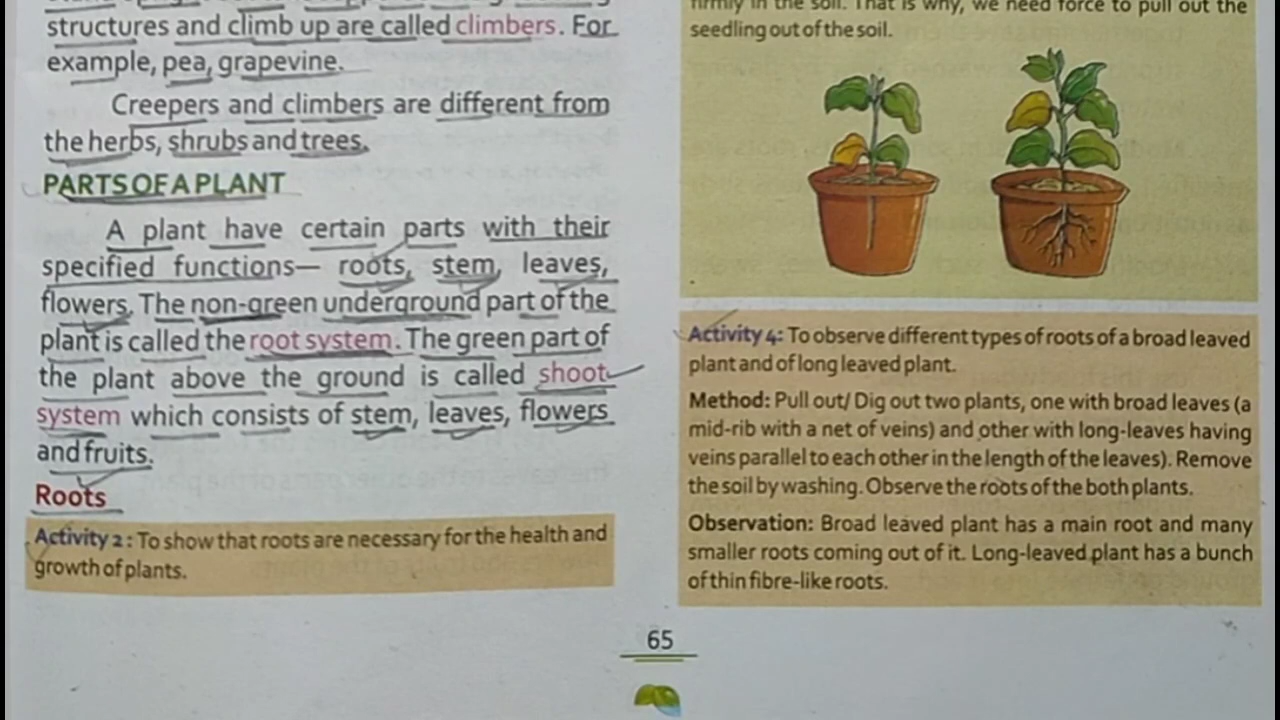 structures and climb up are called climbers. For
example, pea, grapevine.
Creepers and climbers are different from
the herbs, shrubs and trees.
PARTS OF A PLANT
A plant have certain parts with their
specified functions— roots, stem, leaves,
flowers. The non-green underground part of the
plant is called the root system. The green part of
the plant above the ground is called shoot
system which consists of stem, leaves, flowers
and fruits.
Roots
Activity 2: To show that roots are necessary for the health and
growth of plants.
firmly in the soil. That is why, we need force to pull out the
seedling out of the soil.
Activity 4: To observe different types of roots of a broad leaved
plant and of long leaved plant.
Method: Pull out/ Dig out two plants, one with broad leaves (a
mid-rib with a net of veins) and other with long-leaves having
veins parallel to each other in the length of the leaves). Remove
the soil by washing. Observe the roots of the both plants.
Observation: Broad leaved plant has a main root and many
smaller roots coming out of it. Long-leaved plant has a bunch
of thin fibre-like roots.
65